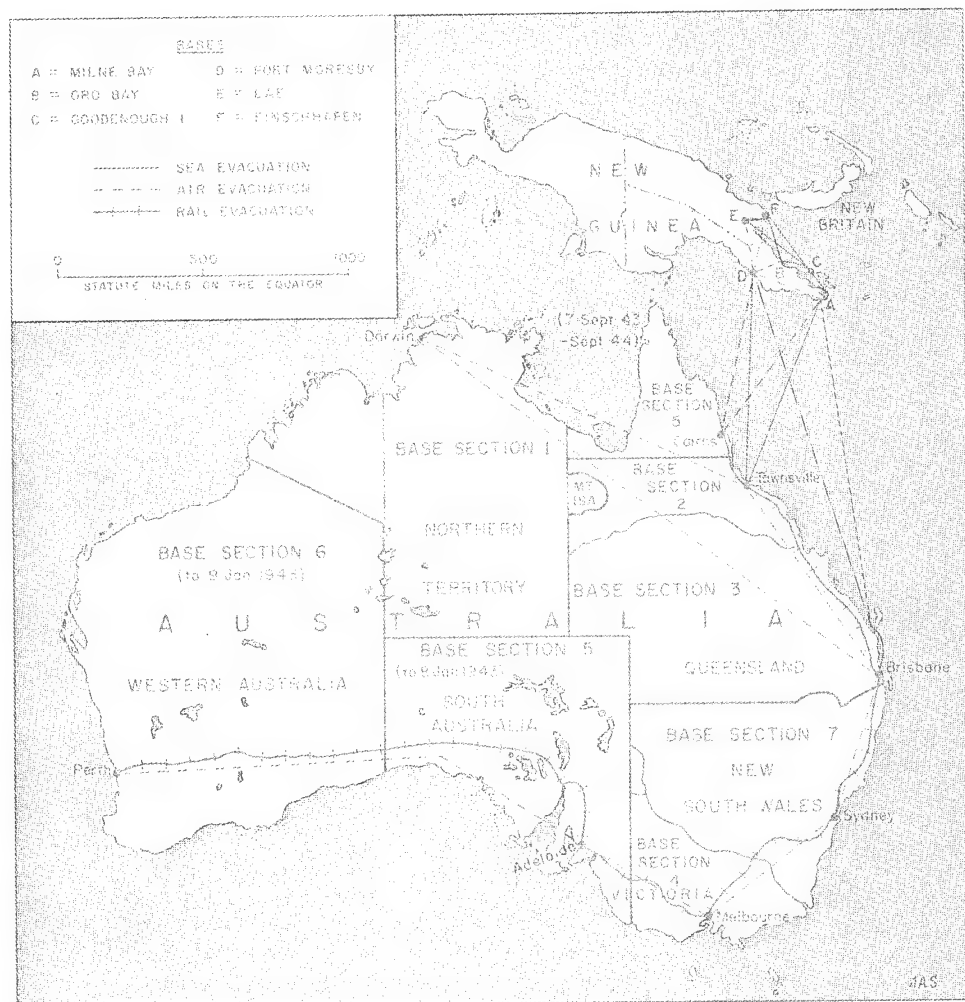 BASES
A = MILNE BAY
B = ORO BAY
C = GOODENOUGH I
D = PORT MORESBY
E = LAE
F = FINSCHHAFEN
SEA EVACUATION
AIR EVACUATION
RAIL EVACUATION
0 500 1000
STATUTE MILES ON THE EQUATOR
NEW
GUINEA
NEW
BRITAIN
E
F
D
B
C
A
Darwin
(7 Sept 43
-Sept 44)
BASE
SECTION
5
Cairns
BASE SECTION 1
NORTHERN
TERRITORY
BASE
SECTION
2
MT
ISA
Townsville
BASE SECTION 6
(to 9 Jan 1943)
BASE SECTION 3
AUSTRALIA
WESTERN AUSTRALIA
BASE SECTION 5
(to 9 Jan 1943)
SOUTH
AUSTRALIA
QUEENSLAND
Brisbane
BASE SECTION 7
NEW
SOUTH WALES
Perth
Sydney
Adelaide
BASE
SECTION
4
VICTORIA
Melbourne